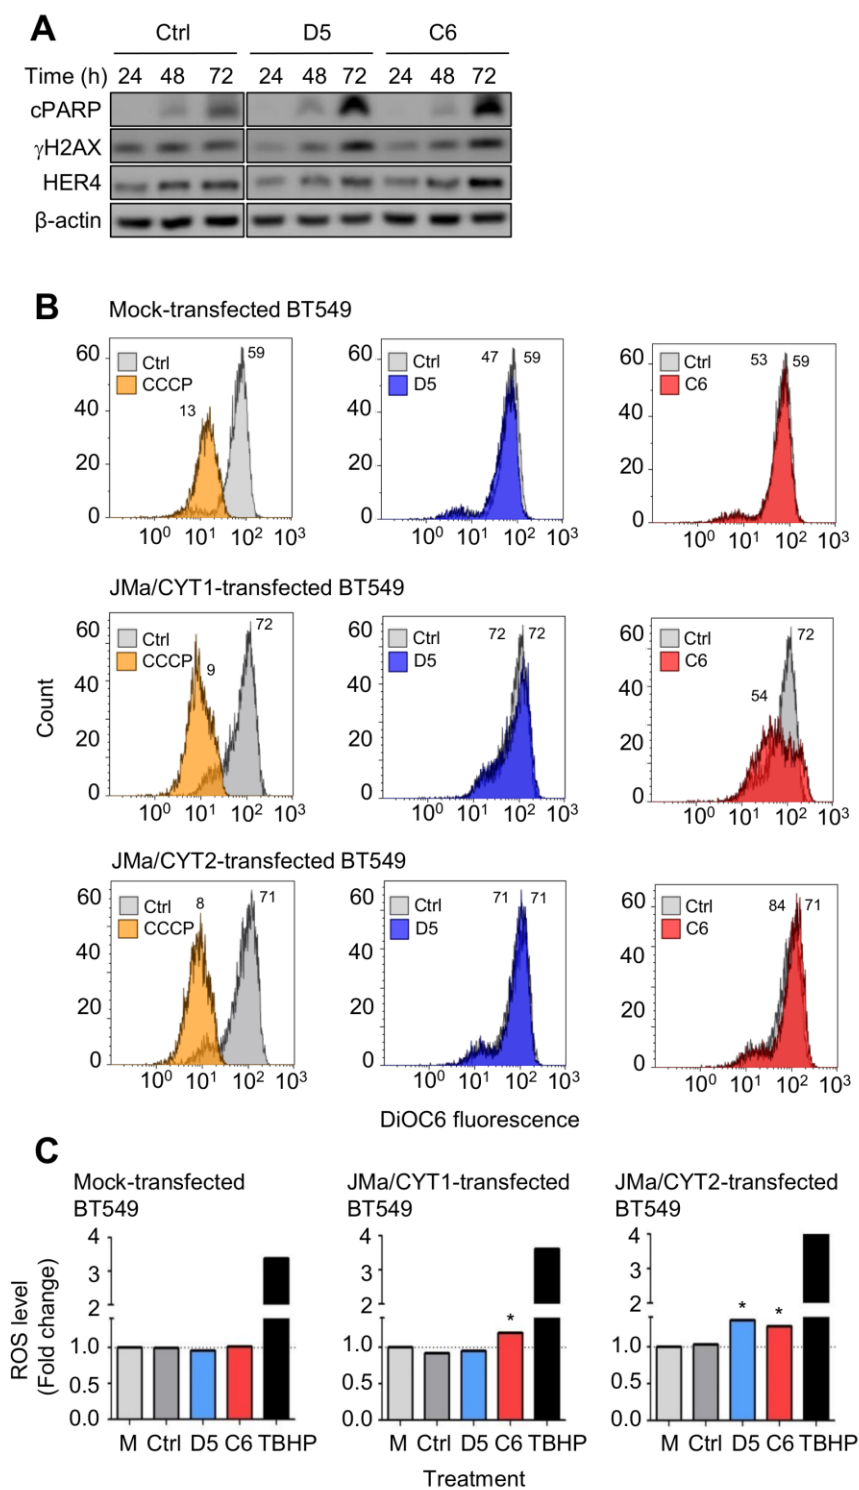 A
Ctrl D5 C6
Time (h) 24 48 72 24 48 72 24 48 72
cPARP
γH2AX
HER4
β-actin
B
Mock-transfected BT549
60 40 20 0
Ctrl
CCCP
13 59
10⁰ 10¹ 10² 10³
60 40 20 0
Ctrl
D5
47 59
10⁰ 10¹ 10² 10³
60 40 20 0
Ctrl
C6
53 59
10⁰ 10¹ 10² 10³
JMa/CYT1-transfected BT549
Count
60 40 20 0
Ctrl
CCCP
9 72
10⁰ 10¹ 10² 10³
60 40 20 0
Ctrl
D5
72 72
10⁰ 10¹ 10² 10³
60 40 20 0
Ctrl
C6
54 72
10⁰ 10¹ 10² 10³
JMa/CYT2-transfected BT549
60 40 20 0
Ctrl
CCCP
8 71
10⁰ 10¹ 10² 10³
60 40 20 0
Ctrl
D5
71 71
10⁰ 10¹ 10² 10³
60 40 20 0
Ctrl
C6
84 71
10⁰ 10¹ 10² 10³
DiOC6 fluorescence
C
ROS level
(Fold change)
Mock-transfected
BT549
4 3 2 1.0 0.5 0.0
M Ctrl D5 C6 TBHP
JMa/CYT1-transfected
BT549
4 3 2 1.0 0.5 0.0
*
M Ctrl D5 C6 TBHP
JMa/CYT2-transfected
BT549
4 3 2 1.0 0.5 0.0
* *
M Ctrl D5 C6 TBHP
Treatment